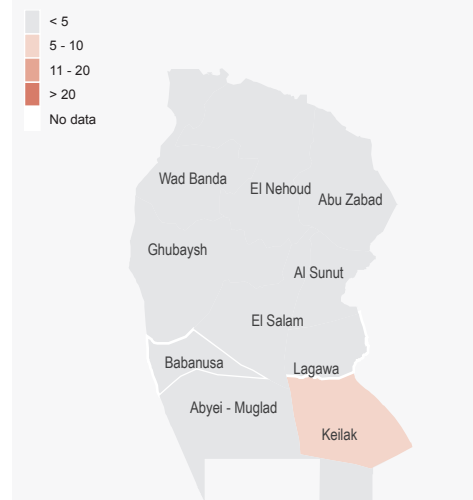 < 5
5 - 10
11 - 20
> 20
No data
Wad Banda
El Nehoud
Abu Zabad
Ghubaysh
Al Sunut
El Salam
Babanusa
Lagawa
Abyei - Muglad
Keilak